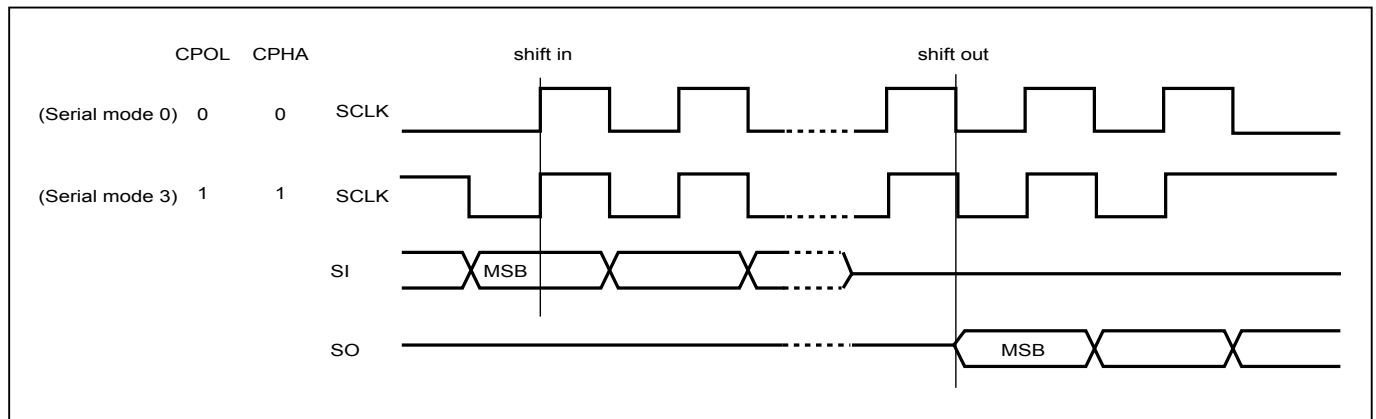 CPOL CPHA shift in shift out
(Serial mode 0) 0 0 SCLK
(Serial mode 3) 1 1 SCLK
SI MSB
SO MSB